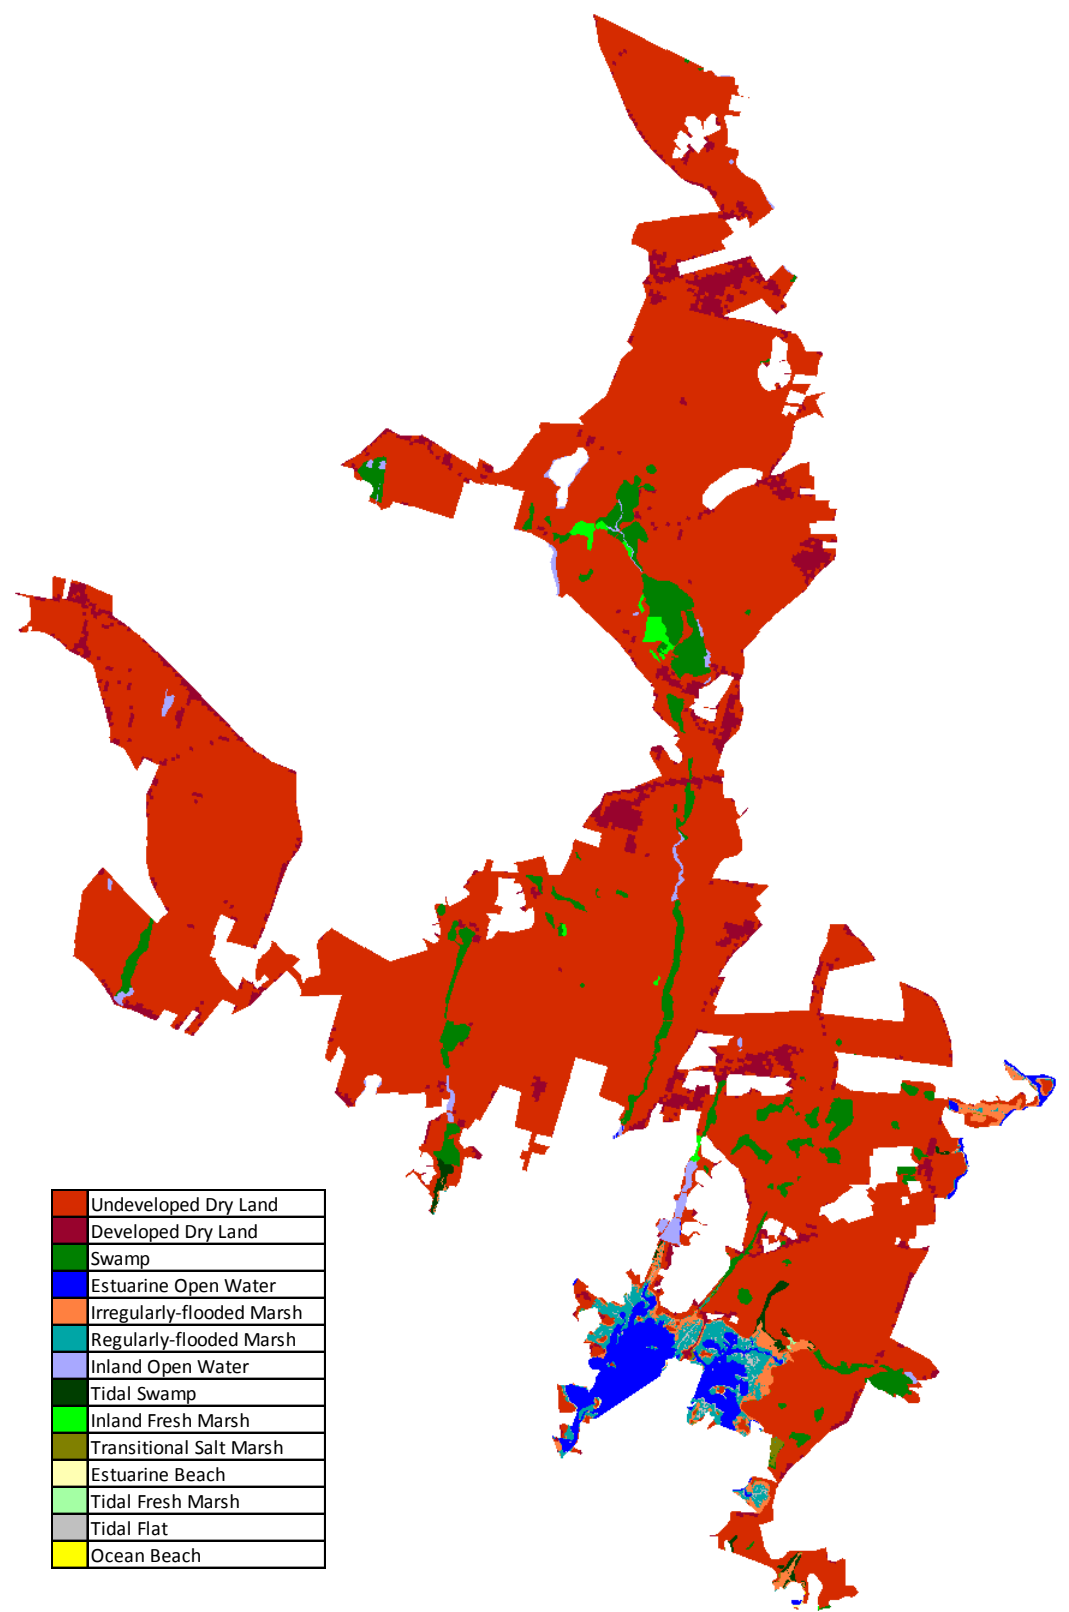 Undeveloped Dry Land
Developed Dry Land
Swamp
Estuarine Open Water
Irregularly-flooded Marsh
Regularly-flooded Marsh
Inland Open Water
Tidal Swamp
Inland Fresh Marsh
Transitional Salt Marsh
Estuarine Beach
Tidal Fresh Marsh
Tidal Flat
Ocean Beach